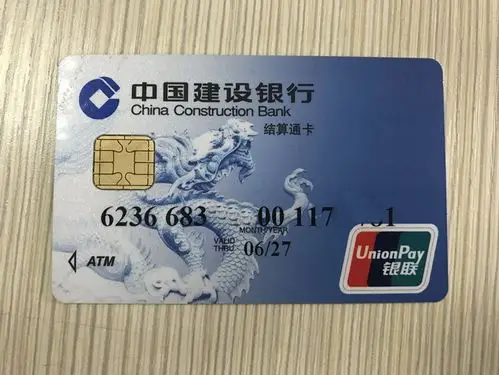 中国建设银行
China Construction Bank
结算通卡
6236 683 00 117
MONTH/YEAR
VALID THRU 06/27
ATM
UnionPay
银联